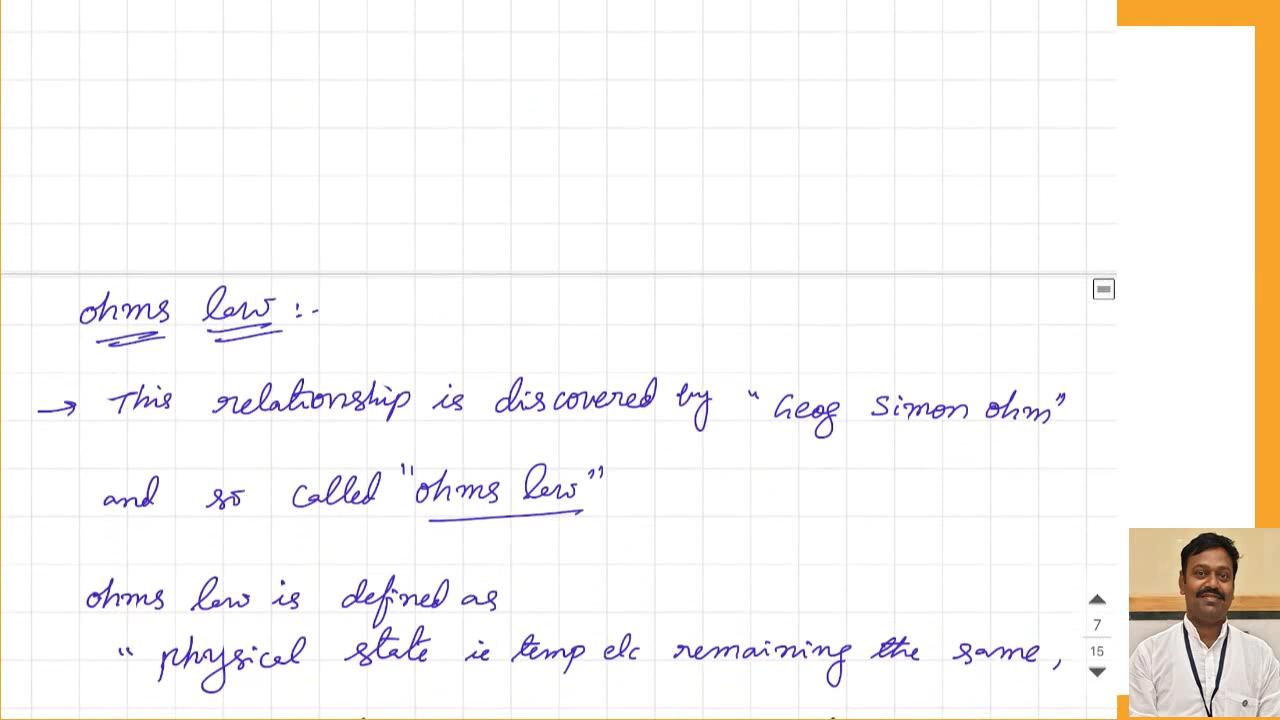 ohms law :-
→ This relationship is discovered by "Geog Simon ohm"
and so called "ohms law"
ohms law is defined as
" physical state ie temp etc remaining the same,
7
15